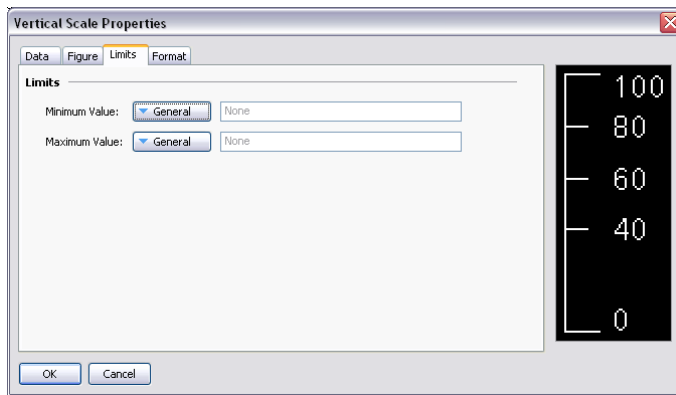 Vertical Scale Properties
Data Figure Limits Format
Limits
Minimum Value: General None
Maximum Value: General None
100
80
60
40
0
OK Cancel